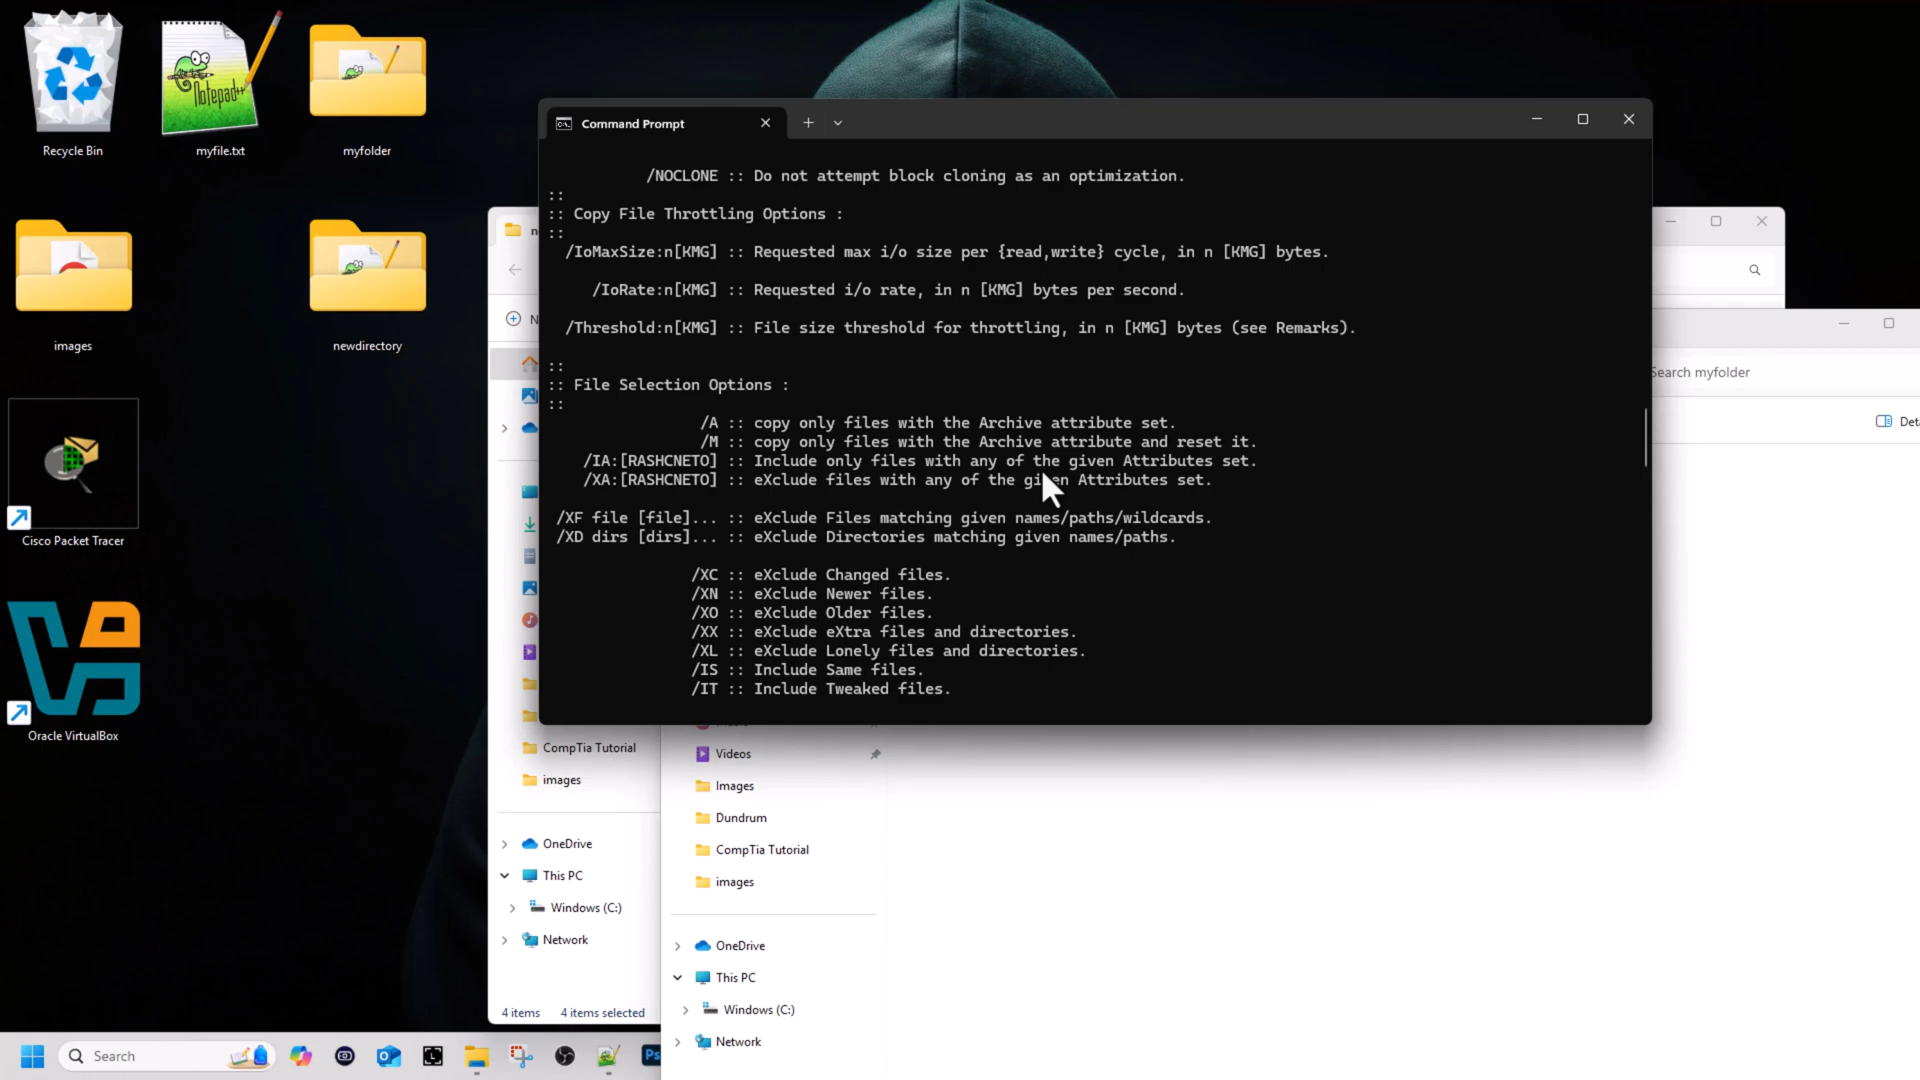 Recycle Bin
Notepad++
myfile.txt
myfolder
images
newdirectory
Cisco Packet Tracer
Oracle VirtualBox
Command Prompt
/NOCLONE :: Do not attempt block cloning as an optimization.
::
:: Copy File Throttling Options :
::
/IoMaxSize:n[KMG] :: Requested max i/o size per {read,write} cycle, in n [KMG] bytes.
/IoRate:n[KMG] :: Requested i/o rate, in n [KMG] bytes per second.
/Threshold:n[KMG] :: File size threshold for throttling, in n [KMG] bytes (see Remarks).
::
:: File Selection Options :
::
/A :: copy only files with the Archive attribute set.
/M :: copy only files with the Archive attribute and reset it.
/IA:[RASHCNETO] :: Include only files with any of the given Attributes set.
/XA:[RASHCNETO] :: eXclude files with any of the given Attributes set.
/XF file [file]... :: eXclude Files matching given names/paths/wildcards.
/XD dirs [dirs]... :: eXclude Directories matching given names/paths.
/XC :: eXclude Changed files.
/XN :: eXclude Newer files.
/XO :: eXclude Older files.
/XX :: eXclude eXtra files and directories.
/XL :: eXclude Lonely files and directories.
/IS :: Include Same files.
/IT :: Include Tweaked files.
Search myfolder
CompTia Tutorial
images
OneDrive
This PC
Windows (C:)
Network
4 items 4 items selected
Videos
Images
Dundrum
CompTia Tutorial
images
OneDrive
This PC
Windows (C:)
Network
Search
Ps